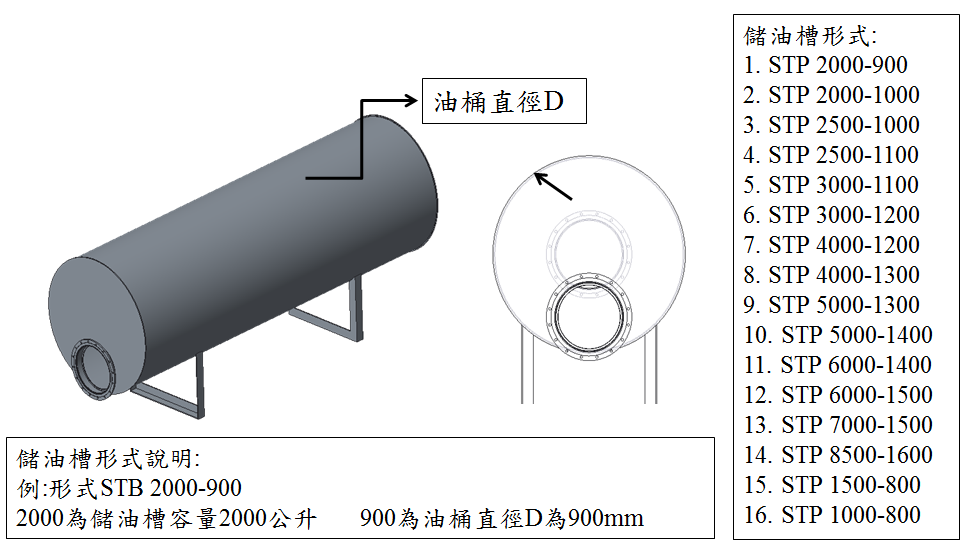 油桶直徑D
儲油槽形式:
1. STP 2000-900
2. STP 2000-1000
3. STP 2500-1000
4. STP 2500-1100
5. STP 3000-1100
6. STP 3000-1200
7. STP 4000-1200
8. STP 4000-1300
9. STP 5000-1300
10. STP 5000-1400
11. STP 6000-1400
12. STP 6000-1500
13. STP 7000-1500
14. STP 8500-1600
15. STP 1500-800
16. STP 1000-800
儲油槽形式說明:
例:形式STB 2000-900
2000為儲油槽容量2000公升 900為油桶直徑D為900mm